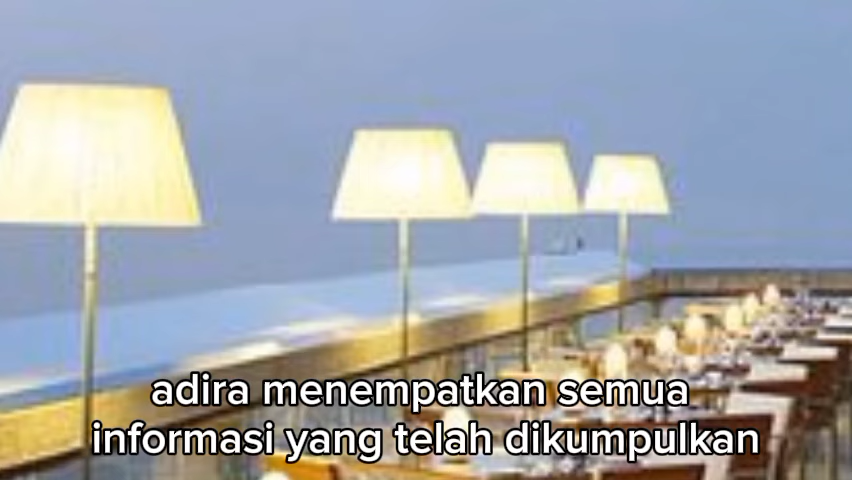 adira menempatkan semua
informasi yang telah dikumpulkan